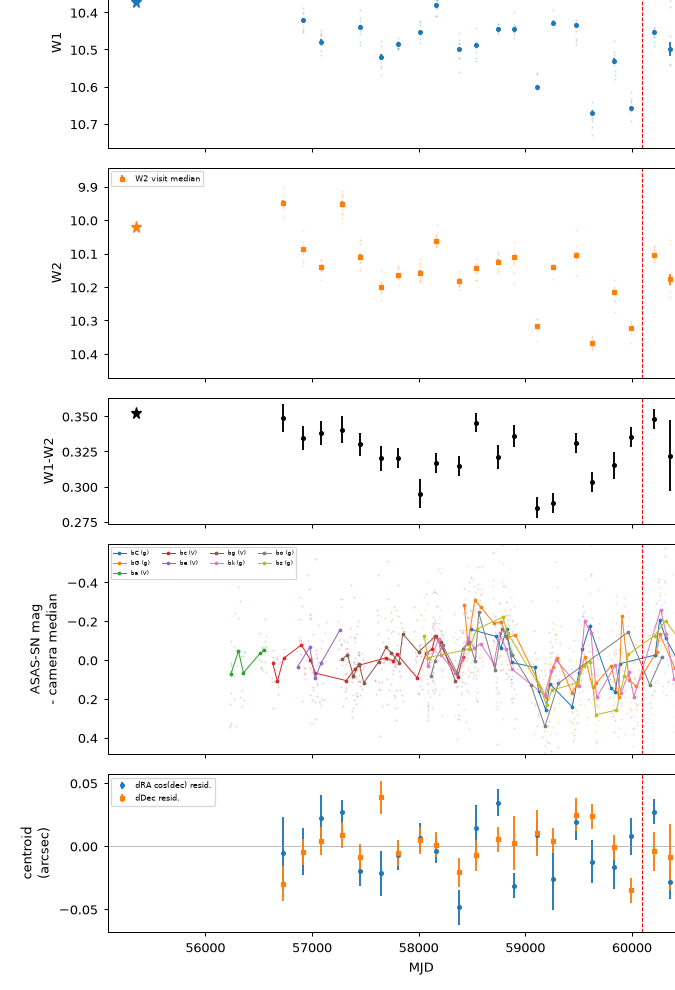 10.4
10.5
10.6
10.7
W1
W2 visit median
9.9
10.0
10.1
10.2
10.3
10.4
W2
0.350
0.325
0.300
0.275
W1-W2
bC (g)
bG (g)
ba (V)
bc (V)
be (V)
bg (V)
bk (g)
bo (g)
bs (g)
−0.4
−0.2
0.0
0.2
0.4
ASAS-SN mag
- camera median
dRA cos(dec) resid.
dDec resid.
0.05
0.00
−0.05
centroid
(arcsec)
56000 57000 58000 59000 60000
MJD